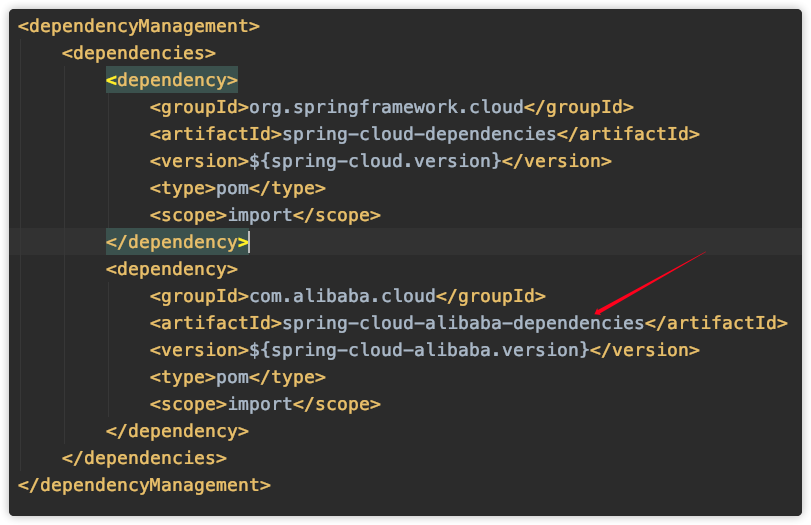 <dependencyManagement>
<dependencies>
<dependency>
<groupId>org.springframework.cloud</groupId>
<artifactId>spring-cloud-dependencies</artifactId>
<version>${spring-cloud.version}</version>
<type>pom</type>
<scope>import</scope>
</dependency>
<dependency>
<groupId>com.alibaba.cloud</groupId>
<artifactId>spring-cloud-alibaba-dependencies</artifactId>
<version>${spring-cloud-alibaba.version}</version>
<type>pom</type>
<scope>import</scope>
</dependency>
</dependencies>
</dependencyManagement>